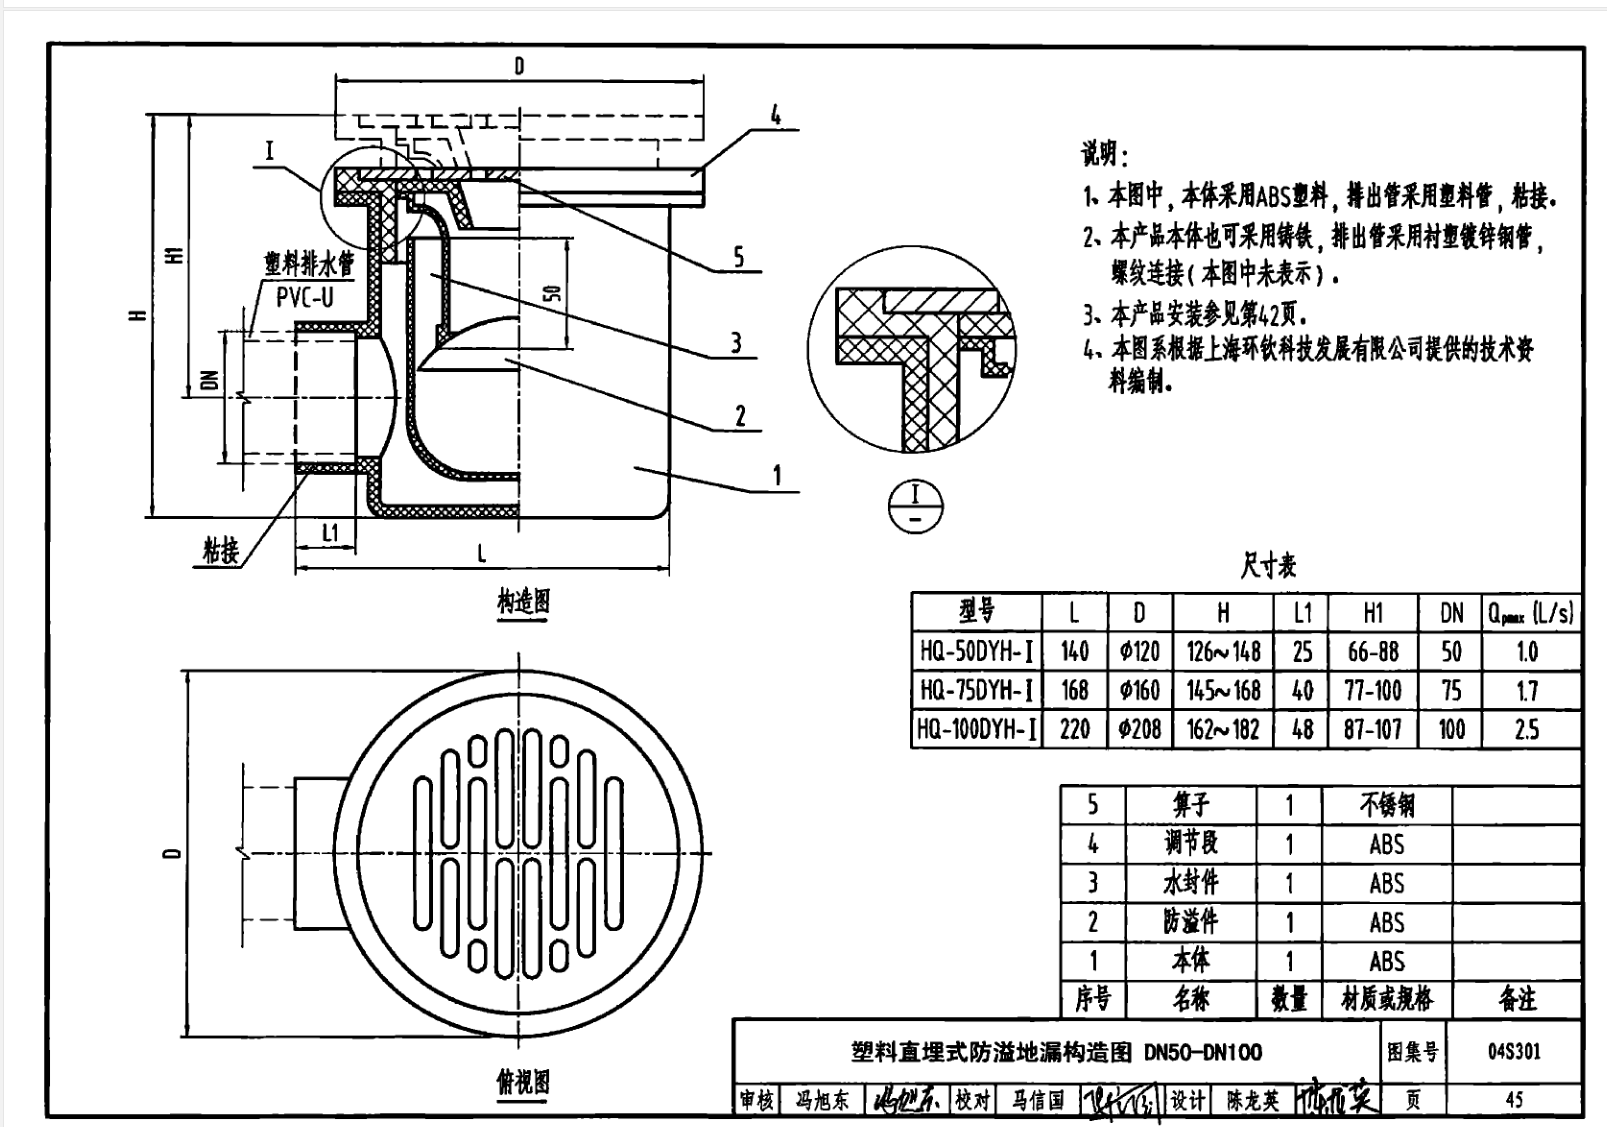 D
4
I
说明:
1、本图中,本体采用ABS塑料,排出管采用塑料管,粘接。
2、本产品本体也可采用铸铁,排出管采用衬塑镀锌钢管,
螺纹连接(本图中未表示)。
3、本产品安装参见第42页。
4、本图系根据上海环钦科技发展有限公司提供的技术资
料编制。
H1
塑料排水管
PVC-U
5
50
H
3
DN
2
1
I
-
L1
粘接
L
构造图
尺寸表
型号 L D H L1 H1 DN Qpmax (L/s)
HQ-50DYH-I 140 Φ120 126~148 25 66-88 50 1.0
HQ-75DYH-I 168 Φ160 145~168 40 77-100 75 1.7
HQ-100DYH-I 220 Φ208 162~182 48 87-107 100 2.5
D
俯视图
5 箅子 1 不锈钢
4 调节段 1 ABS
3 水封件 1 ABS
2 防溢件 1 ABS
1 本体 1 ABS
序号 名称 数量 材质或规格 备注
塑料直埋式防溢地漏构造图 DN50-DN100 图集号 04S301
审核 冯旭东 冯旭东 校对 马信国 设计 陈龙英 陈龙英 页 45